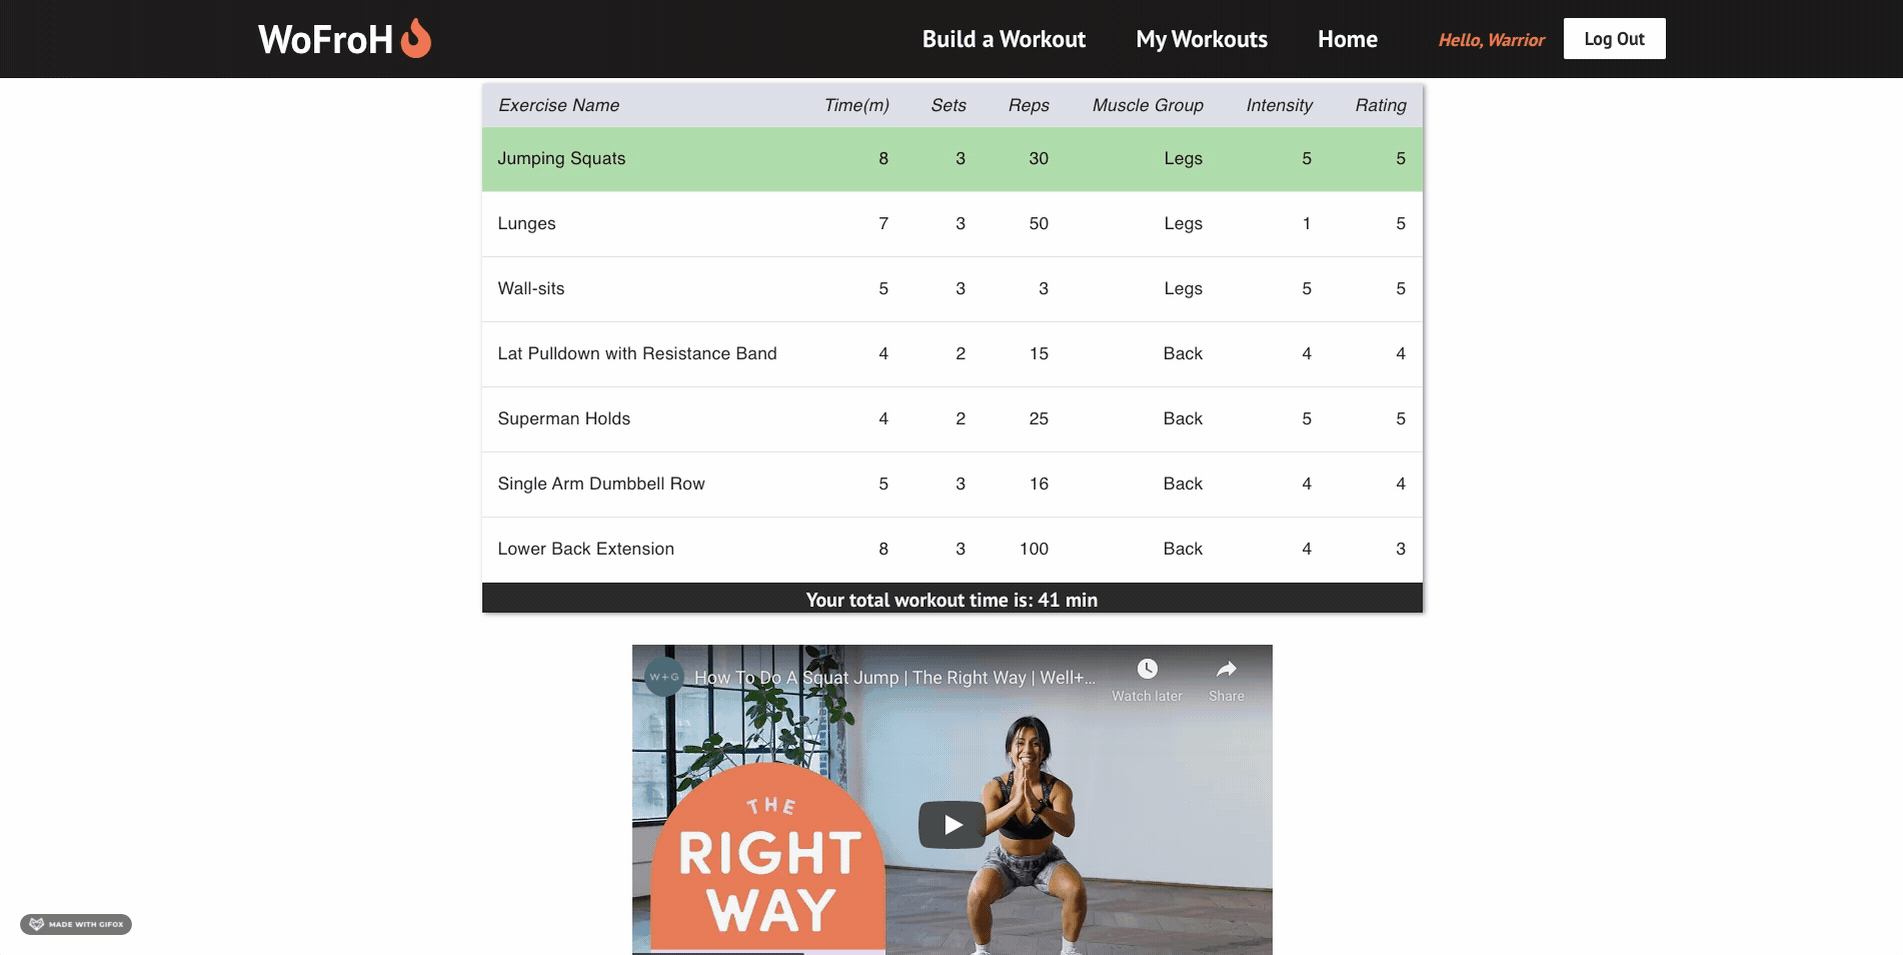 WoFroH Build a Workout My Workouts Home Hello, Warrior Log Out
Exercise Name Time(m) Sets Reps Muscle Group Intensity Rating
Jumping Squats 8 3 30 Legs 5 5
Lunges 7 3 50 Legs 1 5
Wall-sits 5 3 3 Legs 5 5
Lat Pulldown with Resistance Band 4 2 15 Back 4 4
Superman Holds 4 2 25 Back 5 5
Single Arm Dumbbell Row 5 3 16 Back 4 4
Lower Back Extension 8 3 100 Back 4 3
Your total workout time is: 41 min
W+G How To Do A Squat Jump | The Right Way | Well+...
Watch later Share
THE
RIGHT
WAY
MADE WITH GIFOX